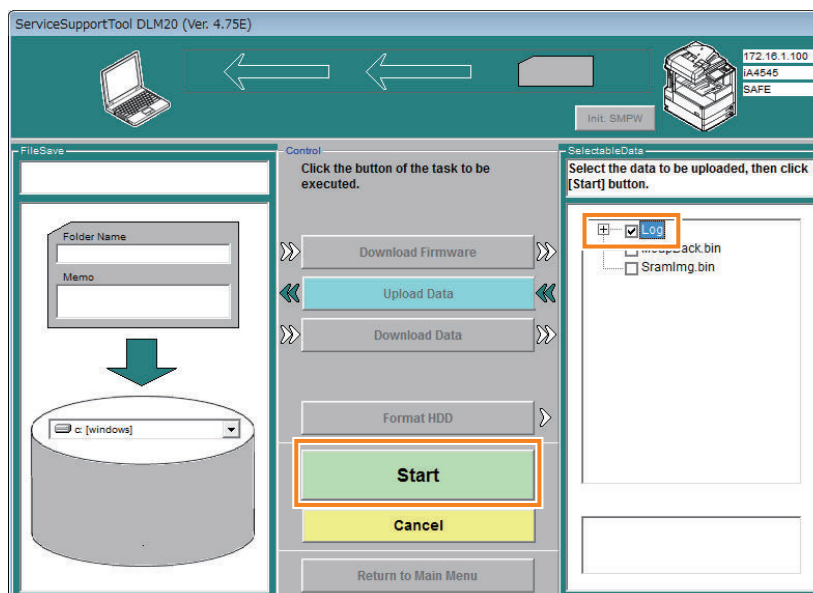 ServiceSupportTool DLM20 (Ver. 4.75E)
172.16.1.100
iA4545
SAFE
Init. SMPW
FileSave
Folder Name
Memo
c: [windows]
Control
Click the button of the task to be
executed.
Download Firmware
Upload Data
Download Data
Format HDD
Start
Cancel
Return to Main Menu
SelectableData
Select the data to be uploaded, then click
[Start] button.
Log
MeapBack.bin
SramImg.bin